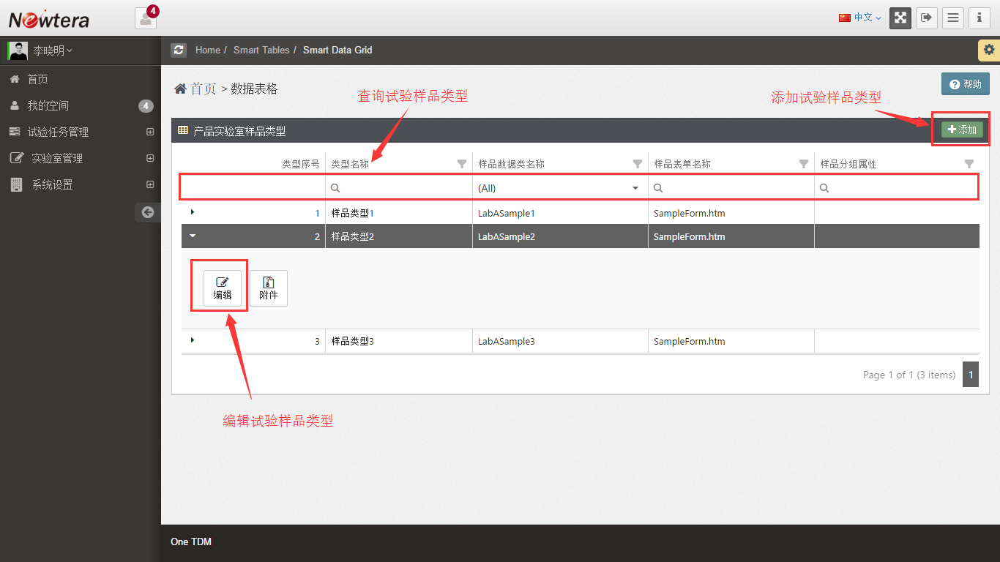 Newtera
4
中文
李晓明
Home / Smart Tables / Smart Data Grid
首页
我的空间
4
试验任务管理
实验室管理
系统设置
首页 > 数据表格
查询试验样品类型
添加试验样品类型
帮助
产品实验室样品类型
添加
类型序号 类型名称 样品数据类名称 样品表单名称 样品分组属性
(All)
1 样品类型1 LabASample1 SampleForm.htm
2 样品类型2 LabASample2 SampleForm.htm
编辑 附件
3 样品类型3 LabASample3 SampleForm.htm
Page 1 of 1 (3 items) 1
编辑试验样品类型
One TDM